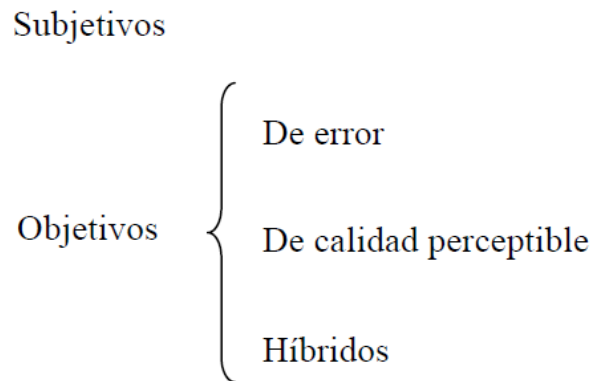 Subjetivos
Objetivos
De error
De calidad perceptible
Híbridos